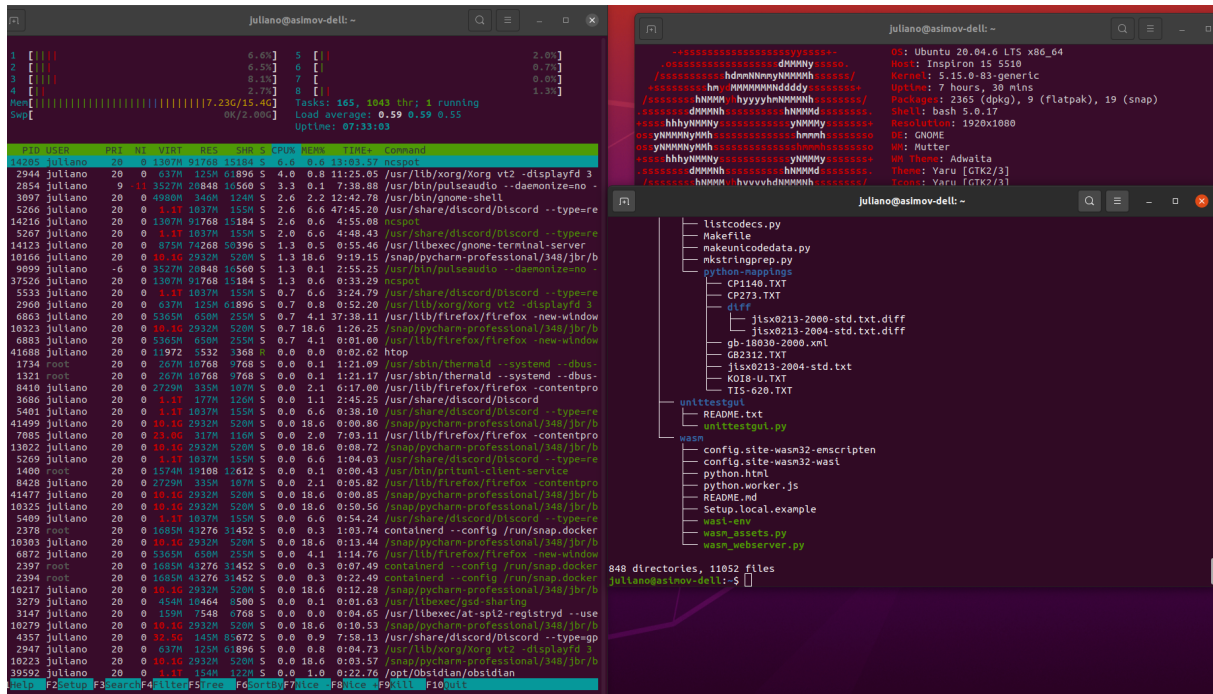 juliano@asimov-dell: ~
1 [|||| 6.6%] 5 [|| 2.0%]
2 [||| 6.5%] 6 [| 0.7%]
3 [|||| 8.1%] 7 [ 0.0%]
4 [|| 2.7%] 8 [|| 1.3%]
Mem[||||||||||||||||||||||||||||||7.23G/15.4G] Tasks: 165, 1043 thr; 1 running
Swp[ 0K/2.00G] Load average: 0.59 0.59 0.55
Uptime: 07:33:03
PID USER PRI NI VIRT RES SHR S CPU% MEM% TIME+ Command
14205 juliano 20 0 1307M 91768 15184 S 6.6 0.6 13:03.57 ncspot
2944 juliano 20 0 637M 125M 61896 S 4.0 0.8 11:25.05 /usr/lib/xorg/Xorg vt2 -displayfd 3
2854 juliano 9 -11 3527M 20848 16560 S 3.3 0.1 7:38.88 /usr/bin/pulseaudio --daemonize=no -
3097 juliano 20 0 4980M 346M 124M S 2.6 2.2 12:42.78 /usr/bin/gnome-shell
5266 juliano 20 0 1.1T 1037M 155M S 2.6 6.6 47:45.20 /usr/share/discord/Discord --type=re
14216 juliano 20 0 1307M 91768 15184 S 2.6 0.6 4:55.08 ncspot
5267 juliano 20 0 1.1T 1037M 155M S 2.0 6.6 4:48.43 /usr/share/discord/Discord --type=re
14123 juliano 20 0 875M 74268 50396 S 1.3 0.5 0:55.46 /usr/libexec/gnome-terminal-server
10166 juliano 20 0 10.1G 2932M 520M S 1.3 18.6 9:19.15 /snap/pycharm-professional/348/jbr/b
9099 juliano -6 0 3527M 20848 16560 S 1.3 0.1 2:55.25 /usr/bin/pulseaudio --daemonize=no -
37526 juliano 20 0 1307M 91768 15184 S 1.3 0.6 0:33.29 ncspot
5533 juliano 20 0 1.1T 1037M 155M S 0.7 6.6 3:24.79 /usr/share/discord/Discord --type=re
2960 juliano 20 0 637M 125M 61896 S 0.7 0.8 0:52.20 /usr/lib/xorg/Xorg vt2 -displayfd 3
6863 juliano 20 0 5365M 650M 255M S 0.7 4.1 37:38.11 /usr/lib/firefox/firefox -new-window
10323 juliano 20 0 10.1G 2932M 520M S 0.7 18.6 1:26.25 /snap/pycharm-professional/348/jbr/b
6883 juliano 20 0 5365M 650M 255M S 0.7 4.1 0:01.00 /usr/lib/firefox/firefox -new-window
41688 juliano 20 0 11972 5532 3368 R 0.0 0.0 0:02.62 htop
1734 root 20 0 267M 10768 9768 S 0.0 0.1 1:21.09 /usr/sbin/thermald --systemd --dbus-
1321 root 20 0 267M 10768 9768 S 0.0 0.1 1:21.17 /usr/sbin/thermald --systemd --dbus-
8410 juliano 20 0 2729M 335M 107M S 0.0 2.1 6:17.00 /usr/lib/firefox/firefox -contentpro
3686 juliano 20 0 1.1T 177M 126M S 0.0 1.1 2:45.25 /usr/share/discord/Discord
5401 juliano 20 0 1.1T 1037M 155M S 0.0 6.6 0:38.10 /usr/share/discord/Discord --type=re
41499 juliano 20 0 10.1G 2932M 520M S 0.0 18.6 0:00.86 /snap/pycharm-professional/348/jbr/b
7085 juliano 20 0 23.0G 317M 116M S 0.0 2.0 7:03.11 /usr/lib/firefox/firefox -contentpro
13022 juliano 20 0 10.1G 2932M 520M S 0.0 18.6 0:08.72 /snap/pycharm-professional/348/jbr/b
5269 juliano 20 0 1.1T 1037M 155M S 0.0 6.6 1:04.03 /usr/share/discord/Discord --type=re
1400 root 20 0 1574M 19108 12612 S 0.0 0.1 0:00.43 /usr/bin/pritunl-client-service
8428 juliano 20 0 2729M 335M 107M S 0.0 2.1 0:05.82 /usr/lib/firefox/firefox -contentpro
41477 juliano 20 0 10.1G 2932M 520M S 0.0 18.6 0:00.85 /snap/pycharm-professional/348/jbr/b
10325 juliano 20 0 10.1G 2932M 520M S 0.0 18.6 0:50.56 /snap/pycharm-professional/348/jbr/b
5409 juliano 20 0 1.1T 1037M 155M S 0.0 6.6 0:54.24 /usr/share/discord/Discord --type=re
2378 root 20 0 1685M 43276 31452 S 0.0 0.3 1:03.74 containerd --config /run/snap.docker
10303 juliano 20 0 10.1G 2932M 520M S 0.0 18.6 0:13.44 /snap/pycharm-professional/348/jbr/b
6872 juliano 20 0 5365M 650M 255M S 0.0 4.1 1:14.76 /usr/lib/firefox/firefox -new-window
2397 root 20 0 1685M 43276 31452 S 0.0 0.3 0:07.49 containerd --config /run/snap.docker
2394 root 20 0 1685M 43276 31452 S 0.0 0.3 0:22.49 containerd --config /run/snap.docker
10217 juliano 20 0 10.1G 2932M 520M S 0.0 18.6 0:12.28 /snap/pycharm-professional/348/jbr/b
3279 juliano 20 0 454M 10464 8500 S 0.0 0.1 0:01.63 /usr/libexec/gsd-sharing
3147 juliano 20 0 159M 7548 6768 S 0.0 0.0 0:04.65 /usr/libexec/at-spi2-registryd --use
10279 juliano 20 0 10.1G 2932M 520M S 0.0 18.6 0:10.53 /snap/pycharm-professional/348/jbr/b
4357 juliano 20 0 32.5G 145M 85672 S 0.0 0.9 7:58.13 /usr/share/discord/Discord --type=gp
2947 juliano 20 0 637M 125M 61896 S 0.0 0.8 0:04.73 /usr/lib/xorg/Xorg vt2 -displayfd 3
10223 juliano 20 0 10.1G 2932M 520M S 0.0 18.6 0:03.57 /snap/pycharm-professional/348/jbr/b
39592 juliano 20 0 1.1T 154M 122M S 0.0 1.0 0:22.76 /opt/Obsidian/obsidian
Help F2Setup F3SearchF4FilterF5Tree F6SortByF7Nice -F8Nice +F9Kill F10Quit
juliano@asimov-dell: ~
-+ssssssssssssssssssyyssss+- OS: Ubuntu 20.04.6 LTS x86_64
.ossssssssssssssssssdMMMNysssso. Host: Inspiron 15 5510
/ssssssssssshdmmNNmmyNMMMMhssssss/ Kernel: 5.15.0-83-generic
+ssssssssshmydMMMMMMMNddddyssssssss+ Uptime: 7 hours, 30 mins
/sssssssshNMMMyhhyyyyhmNMMMNhssssssss/ Packages: 2365 (dpkg), 9 (flatpak), 19 (snap)
.ssssssssdMMMNhsssssssssshNMMMdssssssss. Shell: bash 5.0.17
+sssshhhyNMMNyssssssssssssyNMMMysssssss+ Resolution: 1920x1080
ossyNMMMNyMMhsssssssssssssshmmmhssssssso DE: GNOME
ossyNMMMNyMMhsssssssssssssshmmmhssssssso WM: Mutter
+sssshhhyNMMNyssssssssssssyNMMMysssssss+ WM Theme: Adwaita
.ssssssssdMMMNhsssssssssshNMMMdssssssss. Theme: Yaru [GTK2/3]
/sssssssshNMMMyhhyyyyhdNMMMNhssssssss/ Icons: Yaru [GTK2/3]
juliano@asimov-dell: ~
│   │   ├── listcodecs.py
│   │   ├── Makefile
│   │   ├── makeunicodedata.py
│   │   ├── mkstringprep.py
│   │   └── python-mappings
│   │       ├── CP1140.TXT
│   │       ├── CP273.TXT
│   │       ├── diff
│   │       │   ├── jisx0213-2000-std.txt.diff
│   │       │   └── jisx0213-2004-std.txt.diff
│   │       ├── gb-18030-2000.xml
│   │       ├── GB2312.TXT
│   │       ├── jisx0213-2004-std.txt
│   │       ├── KOI8-U.TXT
│   │       └── TIS-620.TXT
│   ├── unittestgui
│   │   ├── README.txt
│   │   └── unittestgui.py
│   └── wasm
│       ├── config.site-wasm32-emscripten
│       ├── config.site-wasm32-wasi
│       ├── python.html
│       ├── python.worker.js
│       ├── README.md
│       ├── Setup.local.example
│       ├── wasi-env
│       ├── wasm_assets.py
│       └── wasm_webserver.py
848 directories, 11052 files
juliano@asimov-dell:~$